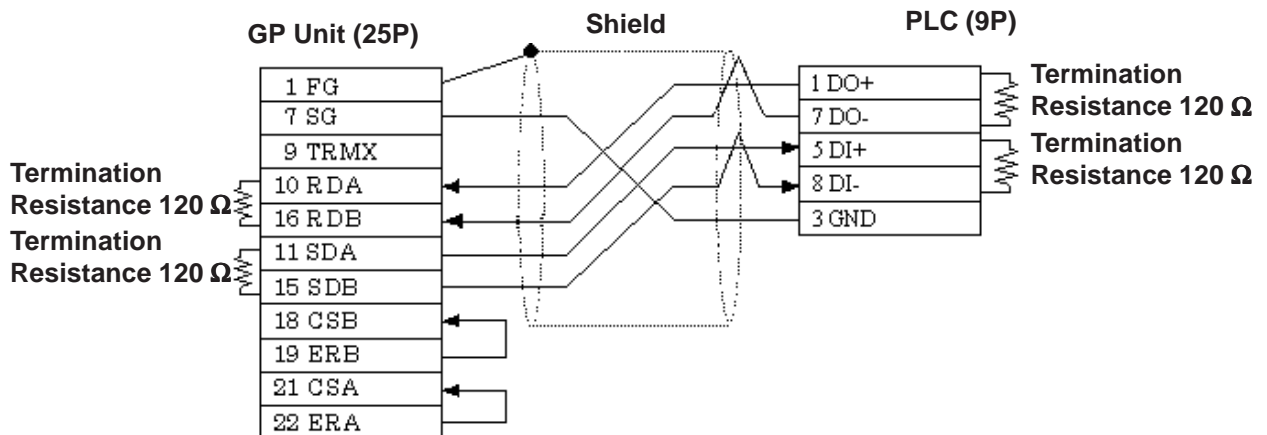 GP Unit (25P)
Shield
PLC (9P)
1 FG
7 SG
9 TRMX
10 RDA
16 RDB
11 SDA
15 SDB
18 CSB
19 ERB
21 CSA
22 ERA
Termination
Resistance 120 Ω
Termination
Resistance 120 Ω
1 DO+
7 DO-
5 DI+
8 DI-
3 GND
Termination
Resistance 120 Ω
Termination
Resistance 120 Ω